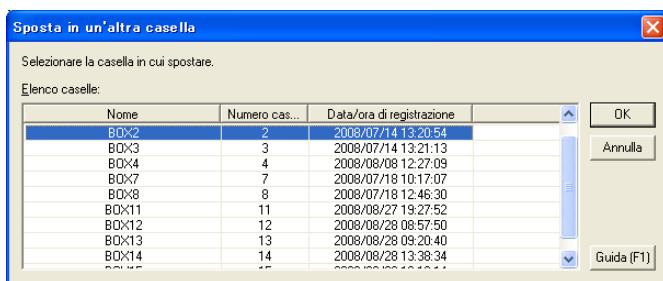 Sposta in un'altra casella
Selezionare la casella in cui spostare.
Elenco caselle:
Nome Numero cas... Data/ora di registrazione
OK
BOX2 2 2008/07/14 13:20:54
BOX3 3 2008/07/14 13:21:13
Annulla
BOX4 4 2008/08/08 12:27:09
BOX7 7 2008/07/18 10:17:07
BOX8 8 2008/07/18 12:46:30
BOX11 11 2008/08/27 19:27:52
BOX12 12 2008/08/28 08:57:50
BOX13 13 2008/08/28 09:20:40
BOX14 14 2008/08/28 13:38:34
Guida (F1)